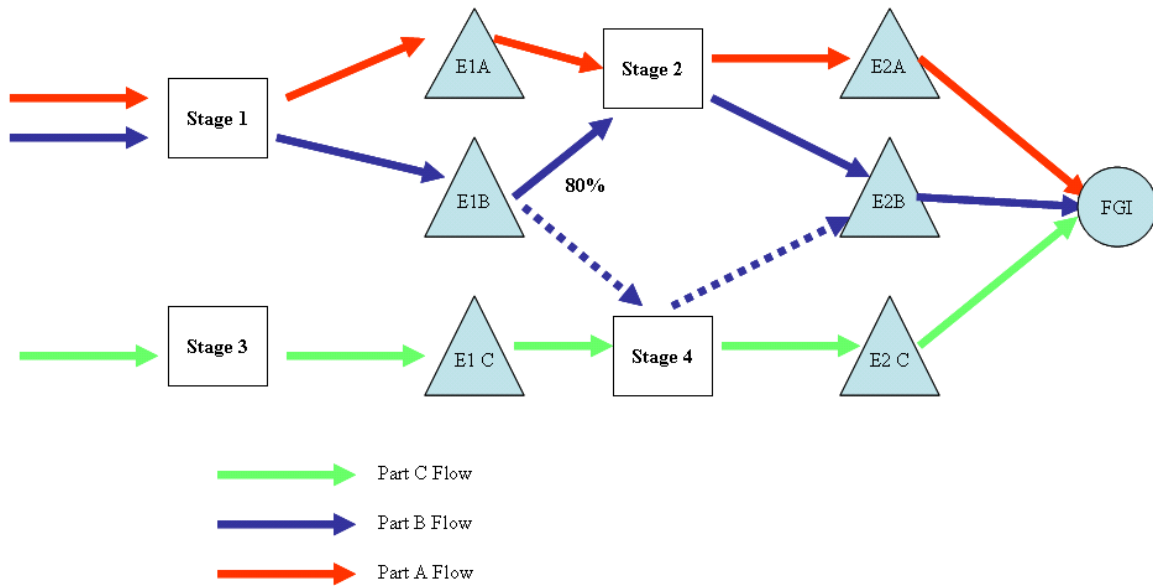 E1A
Stage 2
E2A
Stage 1
80%
E1B
E2B
FGI
Stage 3
E1 C
Stage 4
E2 C
Part C Flow
Part B Flow
Part A Flow